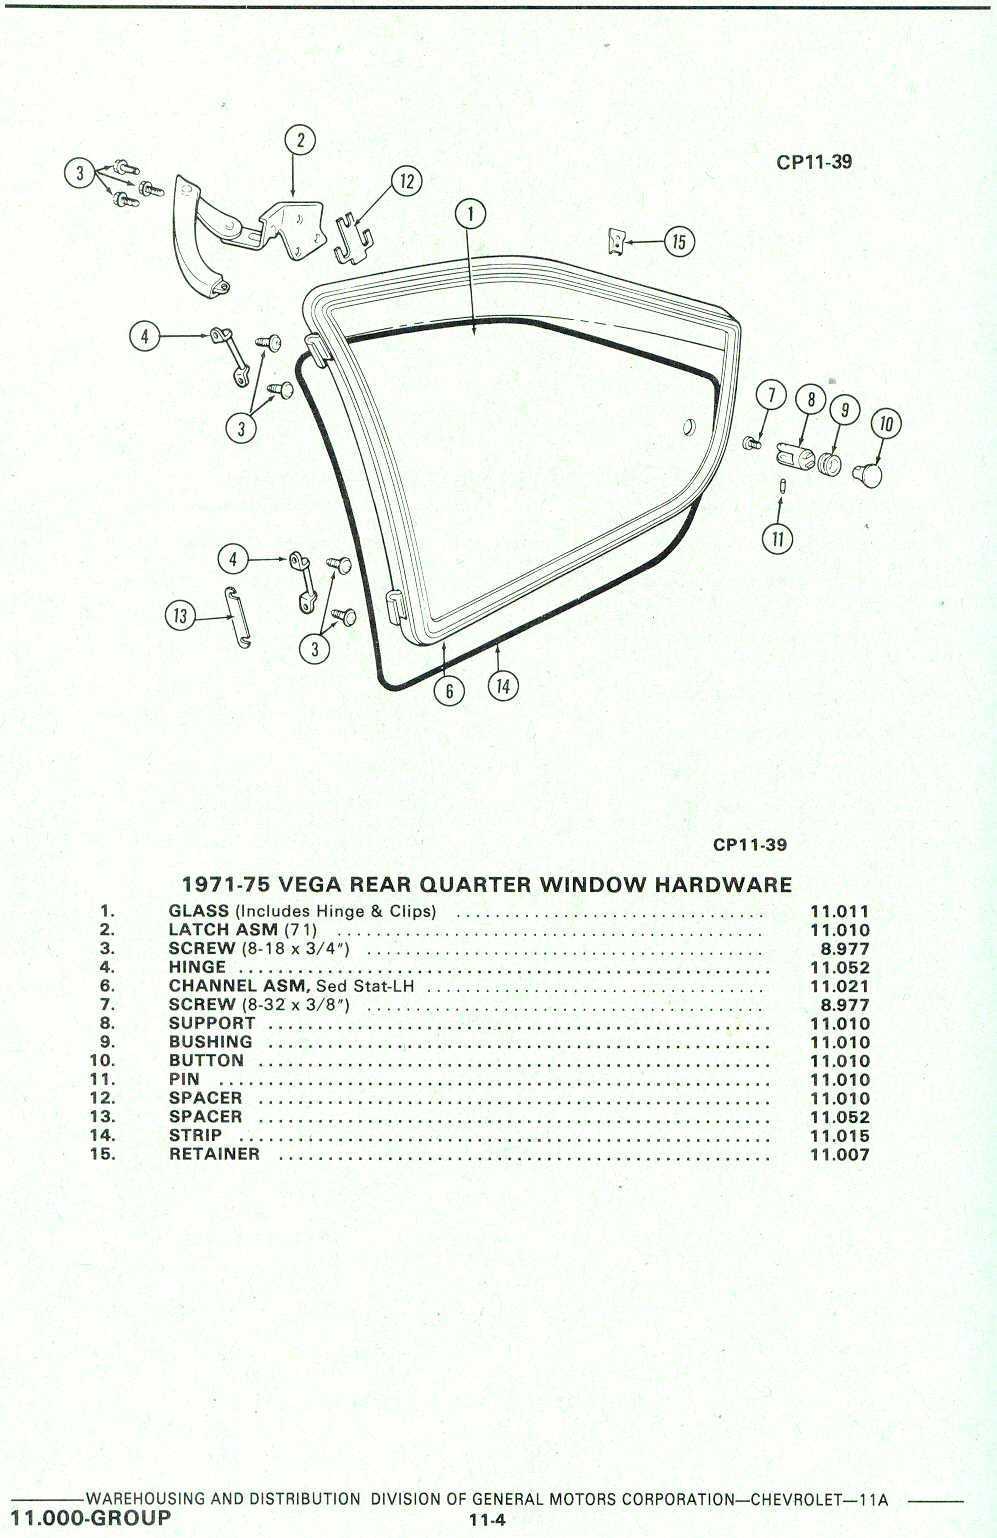 CP11-39
2
3
12
1
15
4
3
7
8
9
10
11
4
13
3
6
14
CP11-39
1971-75 VEGA REAR QUARTER WINDOW HARDWARE
1. GLASS (Includes Hinge & Clips) ................................ 11.011
2. LATCH ASM (71) ............................................ 11.010
3. SCREW (8-18 x 3/4") ......................................... 8.977
4. HINGE ...................................................... 11.052
6. CHANNEL ASM, Sed Stat-LH ................................... 11.021
7. SCREW (8-32 x 3/8") ......................................... 8.977
8. SUPPORT ................................................... 11.010
9. BUSHING ................................................... 11.010
10. BUTTON .................................................... 11.010
11. PIN ........................................................ 11.010
12. SPACER .................................................... 11.010
13. SPACER .................................................... 11.052
14. STRIP ...................................................... 11.015
15. RETAINER .................................................. 11.007
WAREHOUSING AND DISTRIBUTION DIVISION OF GENERAL MOTORS CORPORATION—CHEVROLET—11A
11.000-GROUP 11-4